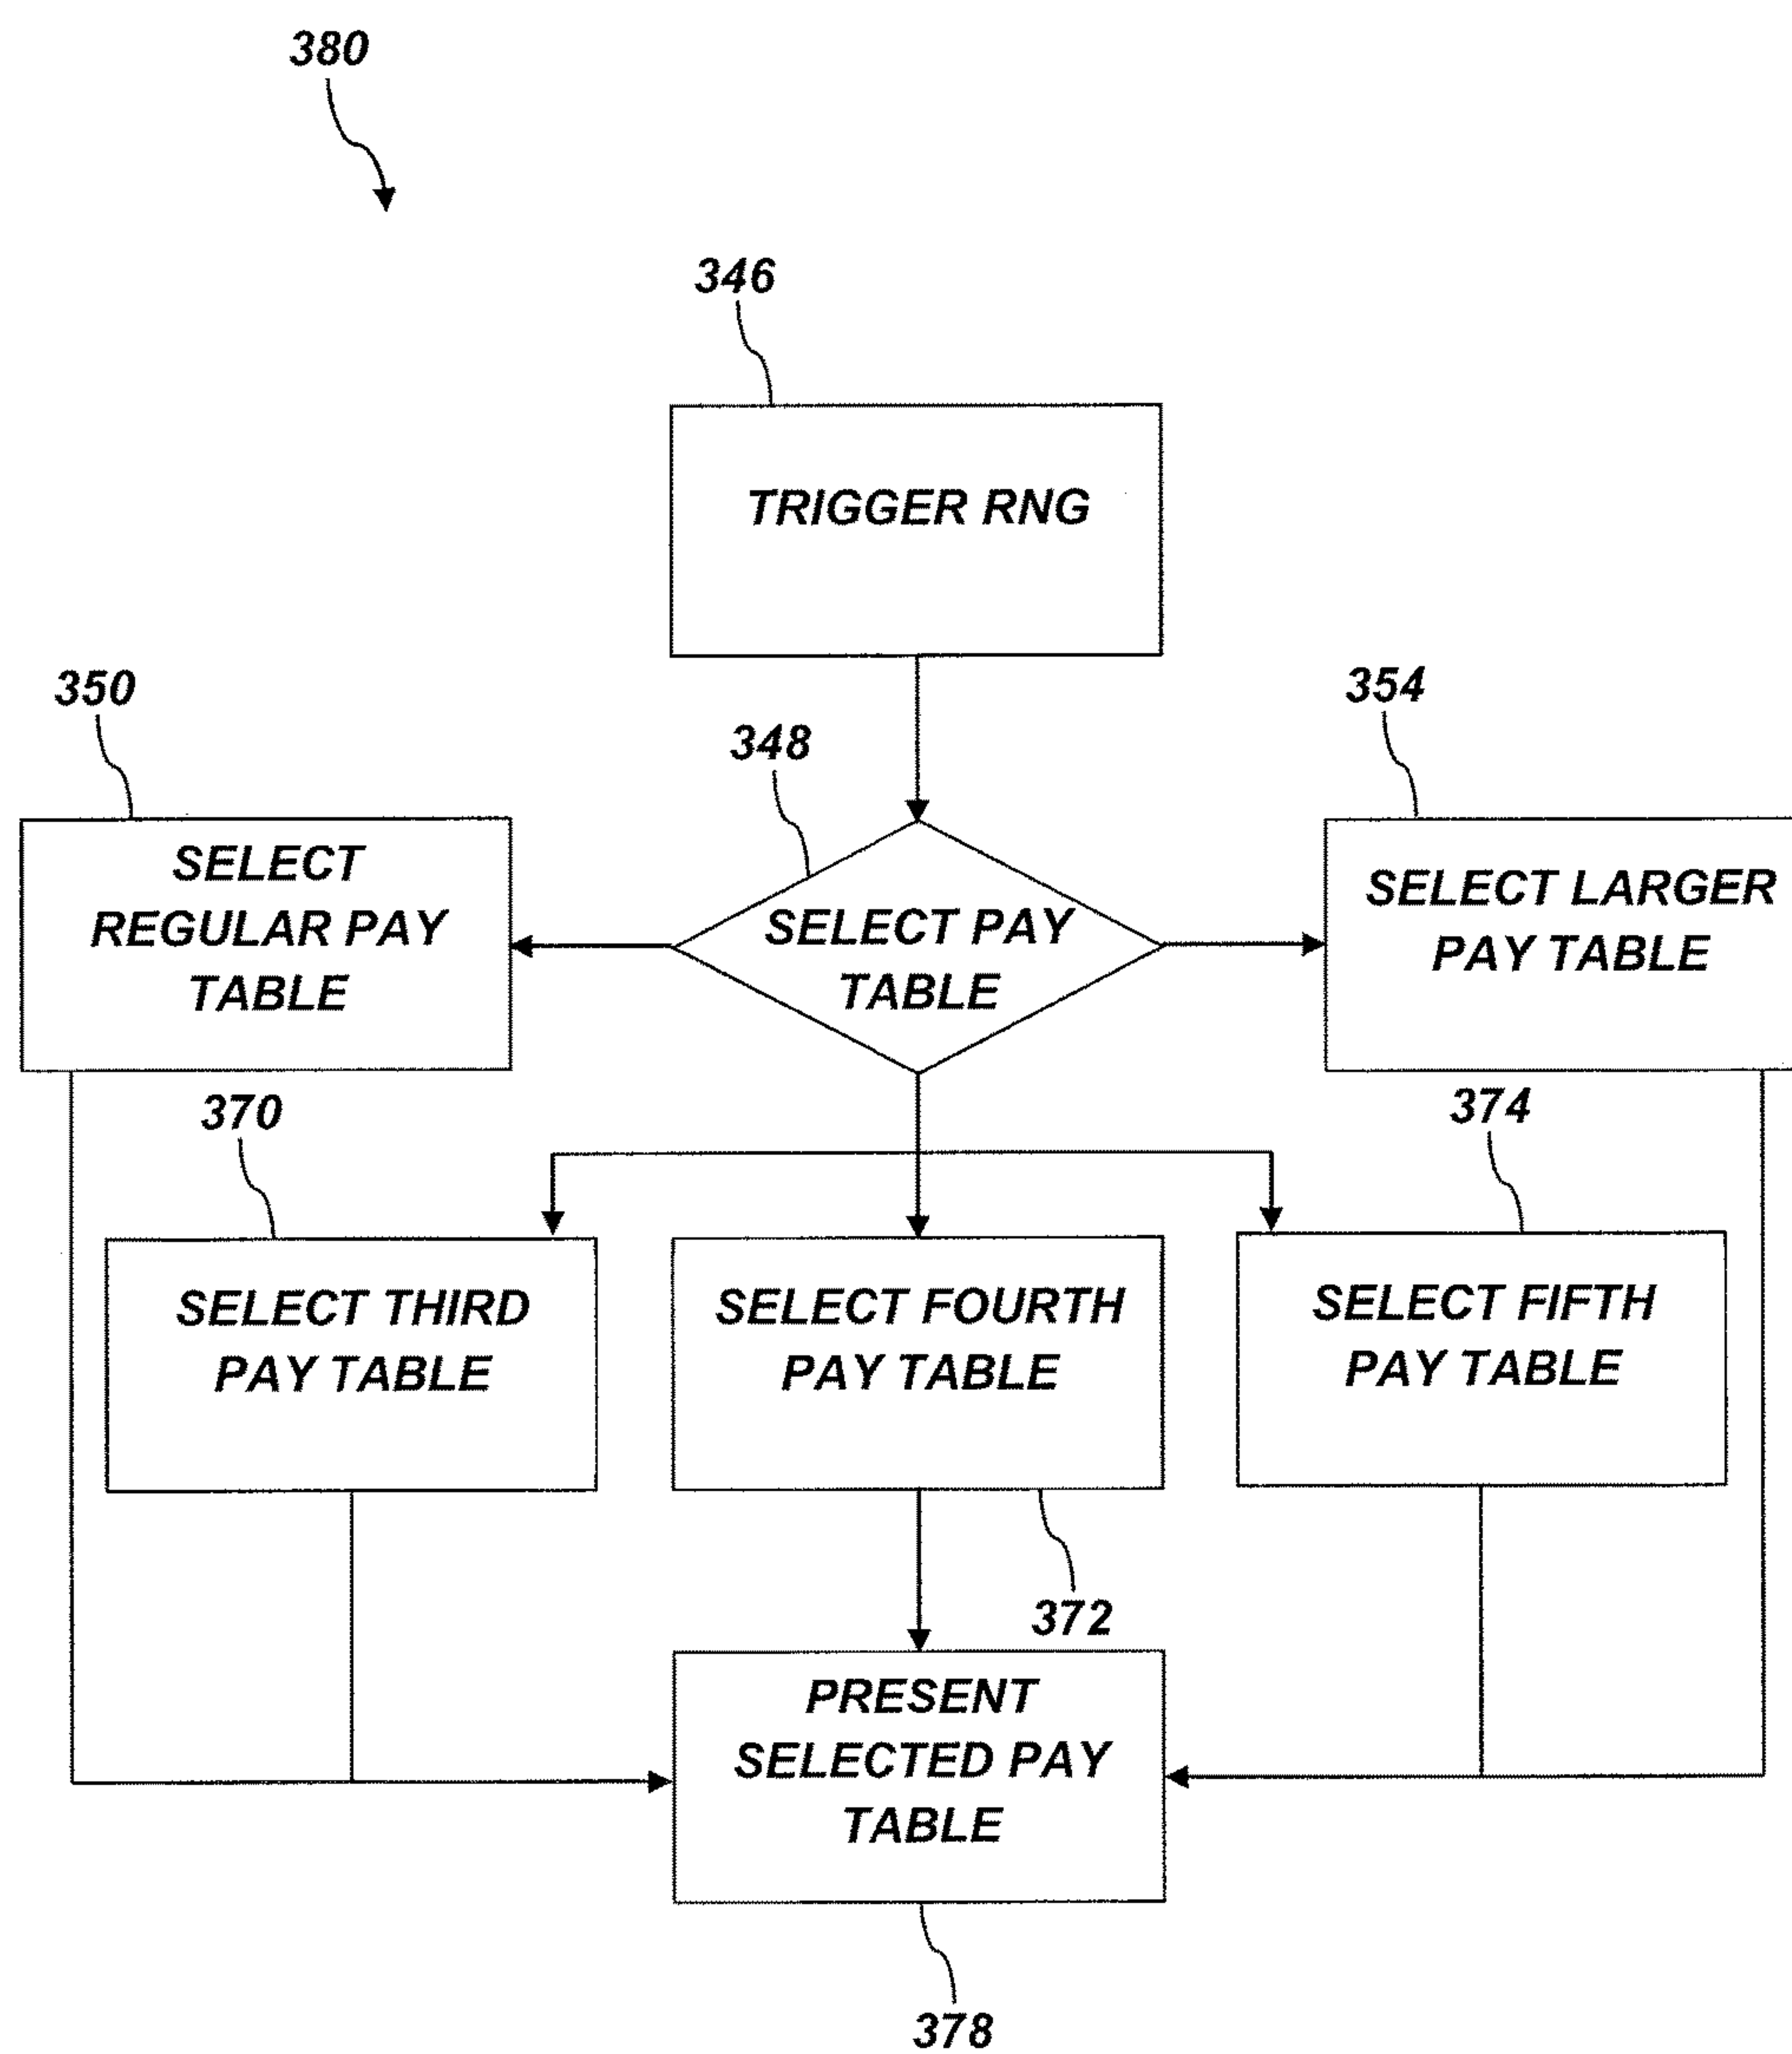 380
346
TRIGGER RNG
350
348
354
SELECT
REGULAR PAY
TABLE
SELECT PAY
TABLE
SELECT LARGER
PAY TABLE
370
374
SELECT THIRD
PAY TABLE
SELECT FOURTH
PAY TABLE
SELECT FIFTH
PAY TABLE
372
PRESENT
SELECTED PAY
TABLE
378